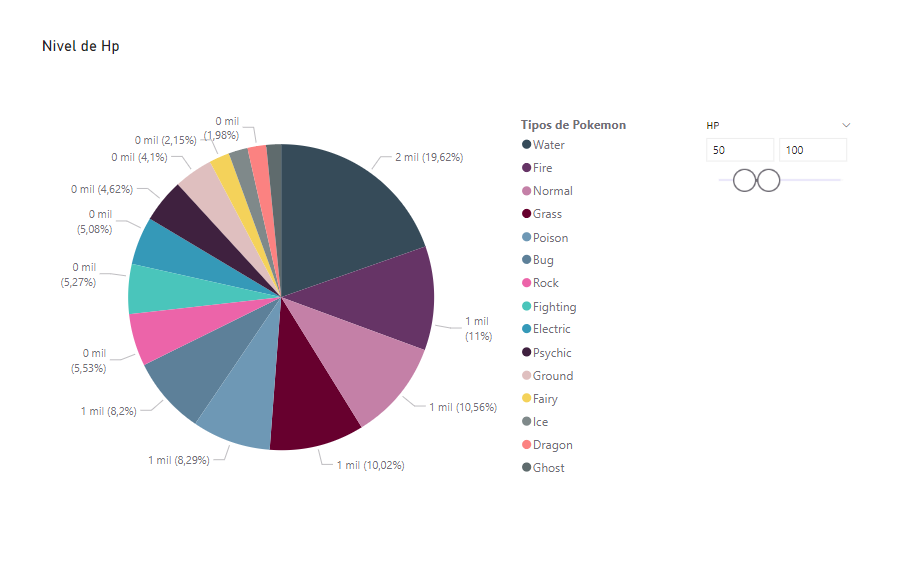 Nivel de Hp
2 mil (19,62%)
1 mil
(11%)
1 mil (10,56%)
1 mil (10,02%)
1 mil (8,29%)
1 mil (8,2%)
0 mil
(5,53%)
0 mil
(5,27%)
0 mil
(5,08%)
0 mil (4,62%)
0 mil (4,1%)
0 mil (2,15%)
0 mil
(1,98%)
Tipos de Pokemon
Water
Fire
Normal
Grass
Poison
Bug
Rock
Fighting
Electric
Psychic
Ground
Fairy
Ice
Dragon
Ghost
HP
50
100